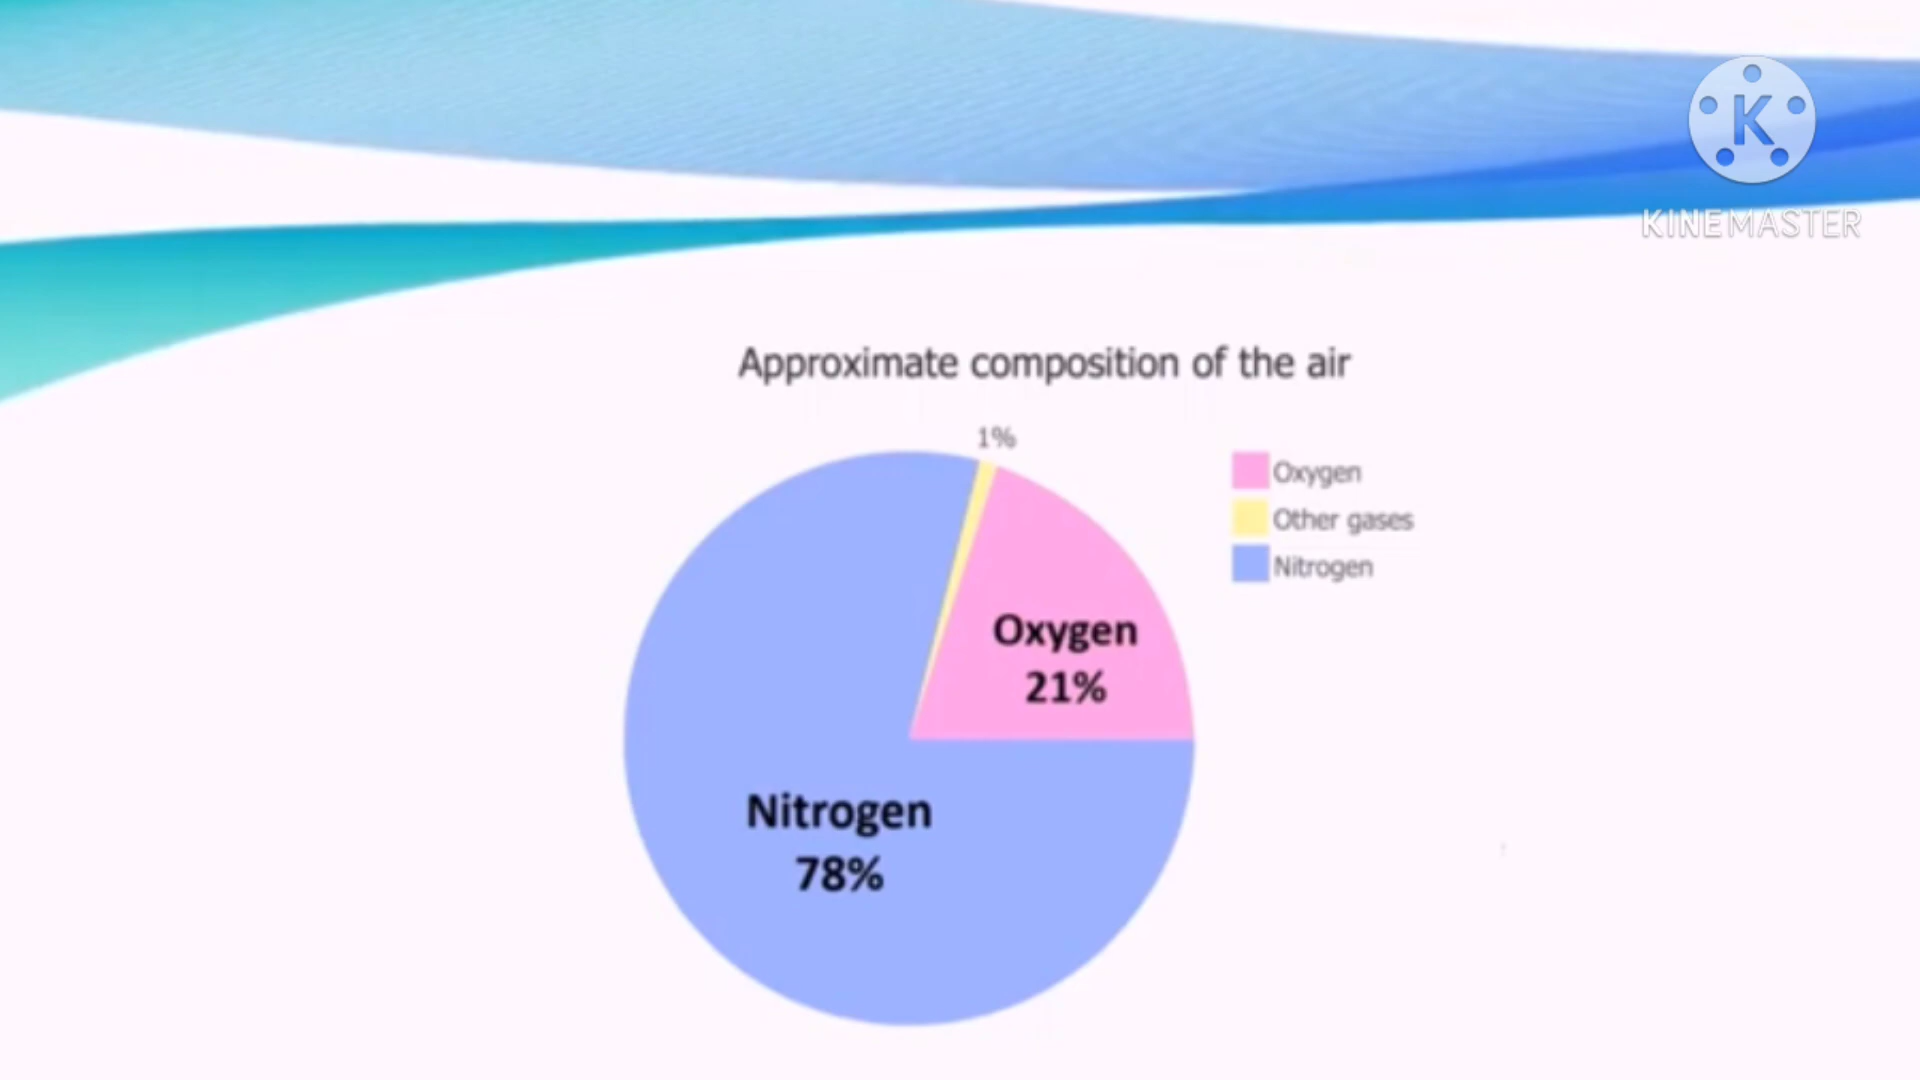 K
KINEMASTER
Approximate composition of the air
1%
Oxygen
Other gases
Nitrogen
Oxygen
21%
Nitrogen
78%